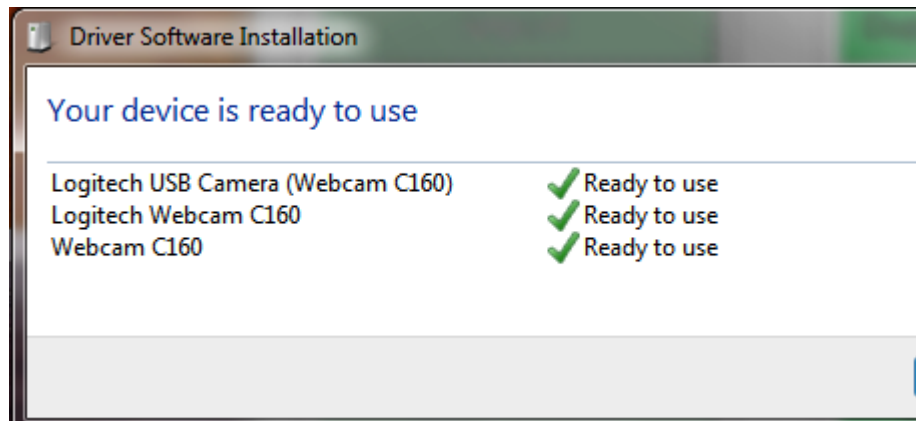 Driver Software Installation
Your device is ready to use
Logitech USB Camera (Webcam C160) Ready to use
Logitech Webcam C160 Ready to use
Webcam C160 Ready to use